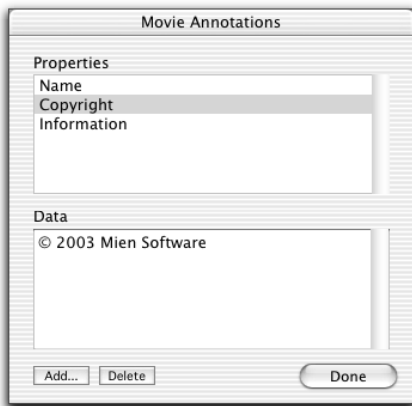 Movie Annotations
Properties
Name
Copyright
Information
Data
© 2003 Mien Software
Add... Delete Done